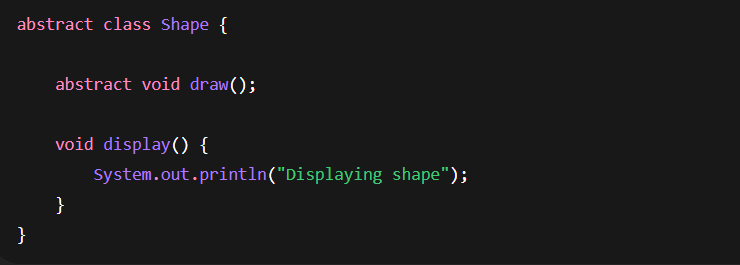 abstract class Shape {
    abstract void draw();
    void display() {
        System.out.println("Displaying shape");
    }
}